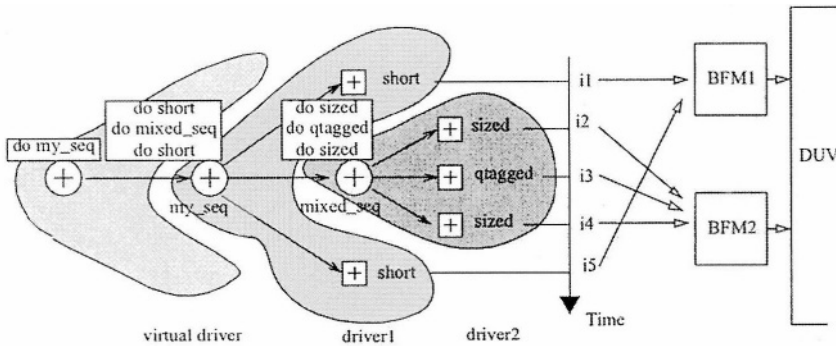 short
i1
BFM1
do short
do mixed_seq
do short
do sized
do qtagged
do sized
sized
i2
do my_seq
DUV
qtagged
i3
my_seq
mixed_seq
sized
i4
BFM2
short
i5
Time
virtual driver
driver1
driver2